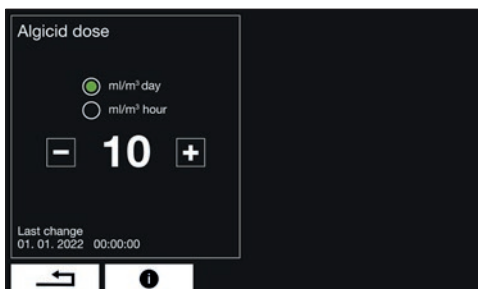 Algicid dose
ml/m³ day
ml/m³ hour
− 10 +
Last change
01. 01. 2022 00:00:00
i